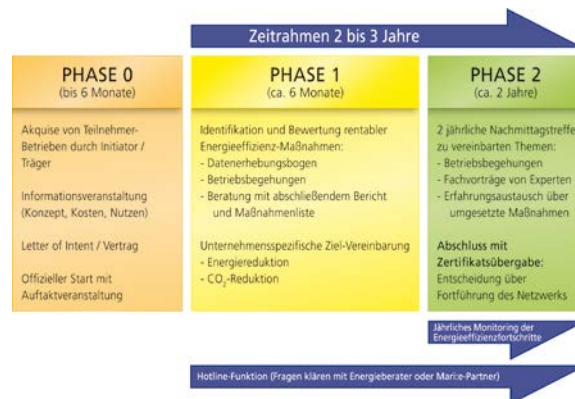 Zeitrahmen 2 bis 3 Jahre
PHASE 0
(bis 6 Monate)
Akquise von Teilnehmer-
Betrieben durch Initiator /
Träger
Informationsveranstaltung
(Konzept, Kosten, Nutzen)
Letter of Intent / Vertrag
Offizieller Start mit
Auftaktveranstaltung
PHASE 1
(ca. 6 Monate)
Identifikation und Bewertung rentabler
Energieeffizienz-Maßnahmen:
- Datenerhebungsbogen
- Betriebsbegehungen
- Beratung mit abschließendem Bericht
und Maßnahmenliste
Unternehmensspezifische Ziel-Vereinbarung
- Energiereduktion
- CO₂-Reduktion
PHASE 2
(ca. 2 Jahre)
2 jährliche Nachmittagstreffe
zu vereinbarten Themen:
- Betriebsbegehungen
- Fachvorträge von Experten
- Erfahrungsaustausch über
umgesetzte Maßnahmen
Abschluss mit
Zertifikatsübergabe:
Entscheidung über
Fortführung des Netzwerks
Jährliches Monitoring der
Energieeffizienzfortschritte
Hotline-Funktion (Fragen klären mit Energieberater oder Mari:e-Partner)